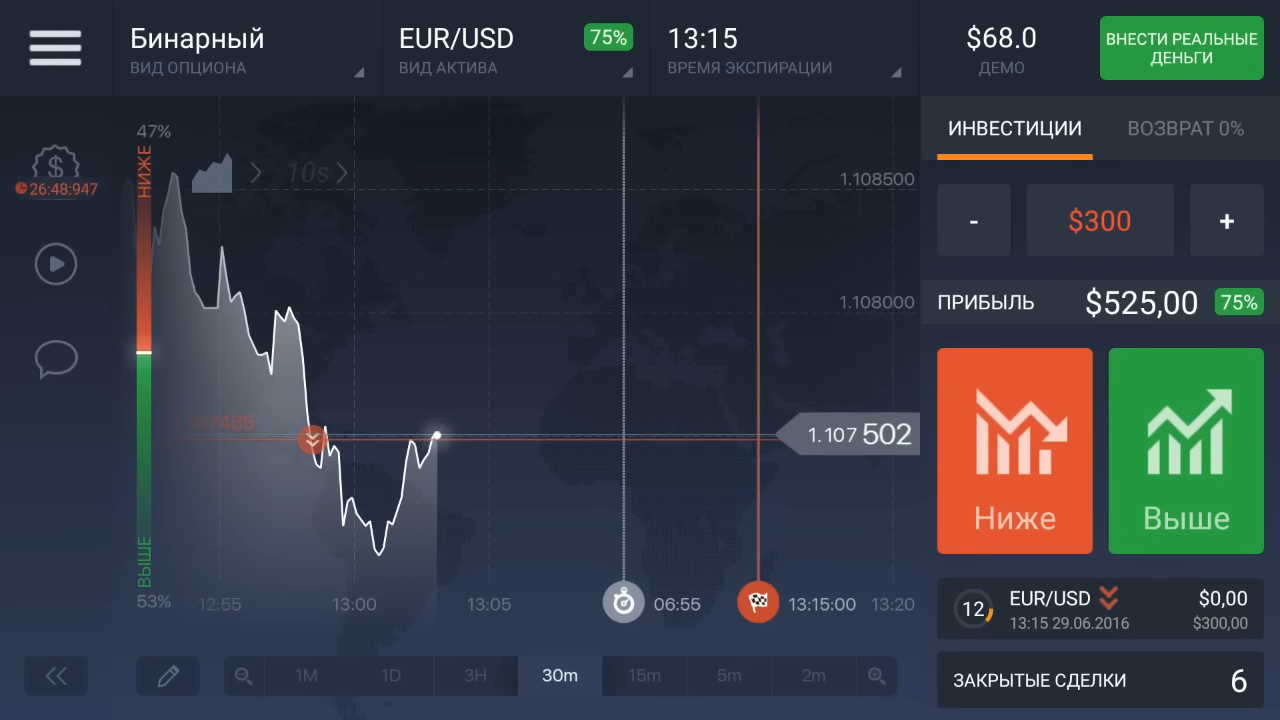 Бинарный
ВИД ОПЦИОНА
EUR/USD
75%
ВИД АКТИВА
13:15
ВРЕМЯ ЭКСПИРАЦИИ
$68.0
ДЕМО
ВНЕСТИ РЕАЛЬНЫЕ
ДЕНЬГИ
ИНВЕСТИЦИИ
ВОЗВРАТ 0%
-
$300
+
ПРИБЫЛЬ
$525,00
75%
Ниже
Выше
12
EUR/USD
$0,00
13:15 29.06.2016
$300,00
ЗАКРЫТЫЕ СДЕЛКИ
6
47%
НИЖЕ
10s
26:48:947
1.108500
1.108000
1.107502
ВЫШЕ
53%
12:55
13:00
13:05
06:55
13:15:00
13:20
1M
1D
3H
30m
15m
5m
2m